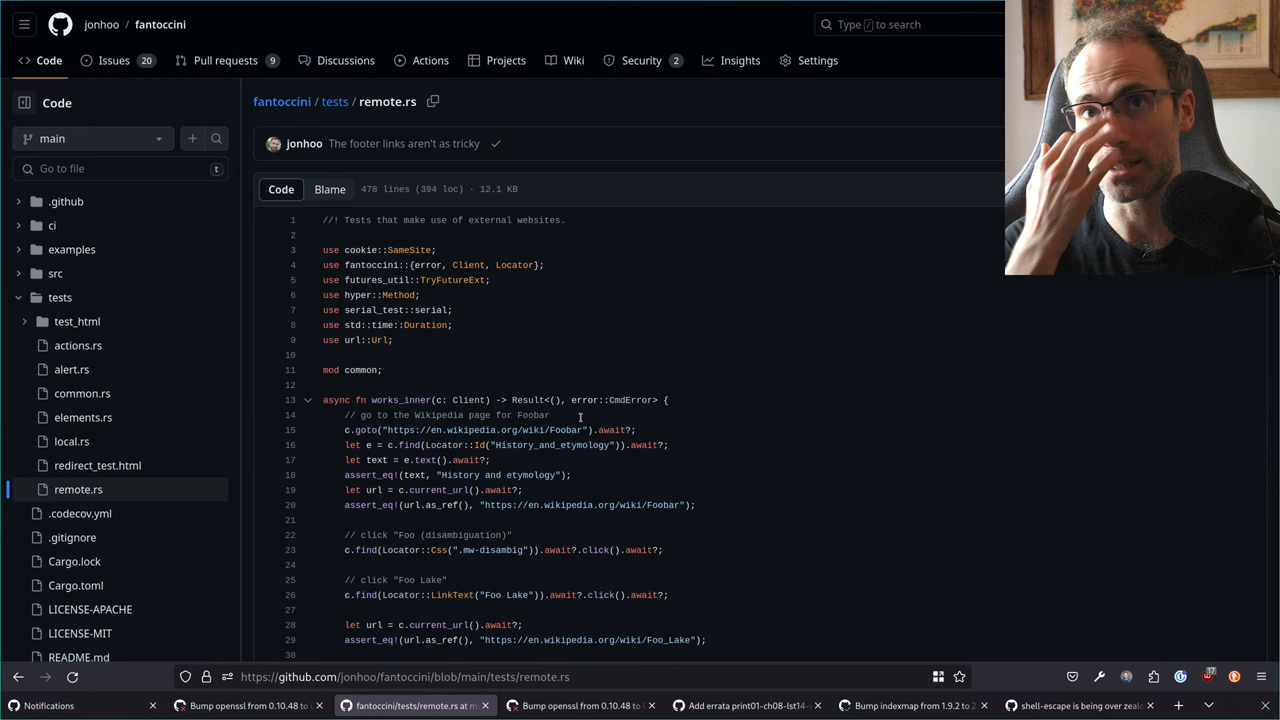 jonhoo / fantoccini
Type / to search
Code
Issues 20
Pull requests 9
Discussions
Actions
Projects
Wiki
Security 2
Insights
Settings
Code
main
Go to file t
.github
ci
examples
src
tests
test_html
actions.rs
alert.rs
common.rs
elements.rs
local.rs
redirect_test.html
remote.rs
.codecov.yml
.gitignore
Cargo.lock
Cargo.toml
LICENSE-APACHE
LICENSE-MIT
README.md
fantoccini / tests / remote.rs
jonhoo The footer links aren't as tricky
Code Blame 478 lines (394 loc) · 12.1 KB
1 //! Tests that make use of external websites.
2
3 use cookie::SameSite;
4 use fantoccini::{error, Client, Locator};
5 use futures_util::TryFutureExt;
6 use hyper::Method;
7 use serial_test::serial;
8 use std::time::Duration;
9 use url::Url;
10
11 mod common;
12
13 async fn works_inner(c: Client) -> Result<(), error::CmdError> {
14 // go to the Wikipedia page for Foobar
15 c.goto("https://en.wikipedia.org/wiki/Foobar").await?;
16 let e = c.find(Locator::Id("History_and_etymology")).await?;
17 let text = e.text().await?;
18 assert_eq!(text, "History and etymology");
19 let url = c.current_url().await?;
20 assert_eq!(url.as_ref(), "https://en.wikipedia.org/wiki/Foobar");
21
22 // click "Foo (disambiguation)"
23 c.find(Locator::Css(".mw-disambig")).await?.click().await?;
24
25 // click "Foo Lake"
26 c.find(Locator::LinkText("Foo Lake")).await?.click().await?;
27
28 let url = c.current_url().await?;
29 assert_eq!(url.as_ref(), "https://en.wikipedia.org/wiki/Foo_Lake");
30
https://github.com/jonhoo/fantoccini/blob/main/tests/remote.rs
17
Notifications
Bump openssl from 0.10.48 to
fantoccini/tests/remote.rs at m
Bump openssl from 0.10.48 to
Add errata print01-ch08-lst14-
Bump indexmap from 1.9.2 to 2
shell-escape is being over zeal